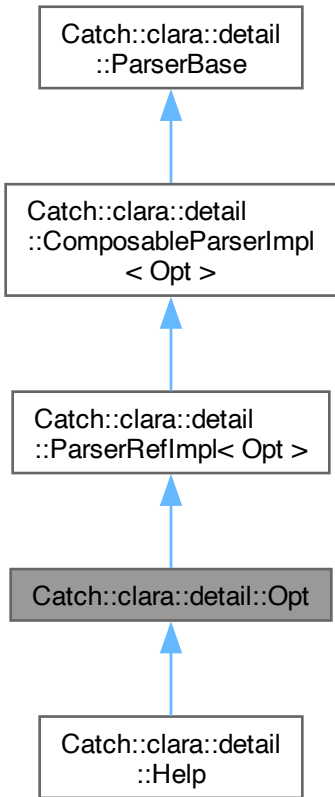 Catch::clara::detail
::ParserBase
Catch::clara::detail
::ComposableParserImpl
< Opt >
Catch::clara::detail
::ParserRefImpl< Opt >
Catch::clara::detail::Opt
Catch::clara::detail
::Help